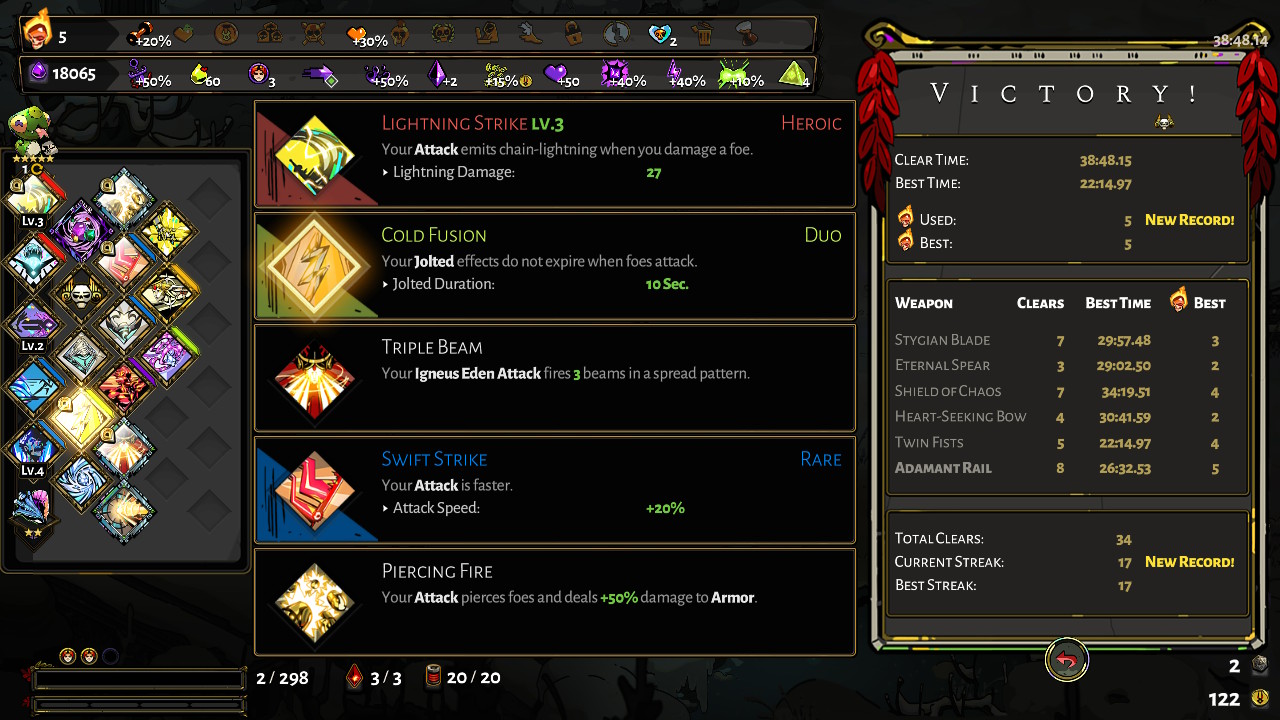 5
+20%
+30%
2
18065
+50%
60
3
+50%
+2
+15%
+50
+40%
+40%
+10%
4
1
Lv.3
Lv.2
Lv.4
Lightning Strike Lv.3 Heroic
Your Attack emits chain-lightning when you damage a foe.
Lightning Damage: 27
Cold Fusion Duo
Your Jolted effects do not expire when foes attack.
Jolted Duration: 10 Sec.
Triple Beam
Your Igneus Eden Attack fires 3 beams in a spread pattern.
Swift Strike Rare
Your Attack is faster.
Attack Speed: +20%
Piercing Fire
Your Attack pierces foes and deals +50% damage to Armor.
2 / 298
3 / 3
20 / 20
38:48.14
Victory!
Clear Time: 38:48.15
Best Time: 22:14.97
Used: 5 New Record!
Best: 5
Weapon Clears Best Time Best
Stygian Blade 7 29:57.48 3
Eternal Spear 3 29:02.50 2
Shield of Chaos 7 34:19.51 4
Heart-Seeking Bow 4 30:41.59 2
Twin Fists 5 22:14.97 4
Adamant Rail 8 26:32.53 5
Total Clears: 34
Current Streak: 17 New Record!
Best Streak: 17
2
122